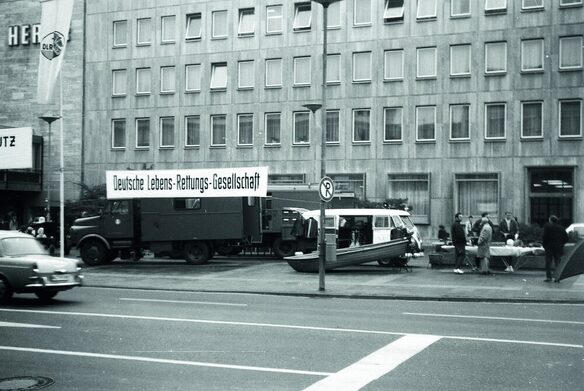 HER
DLRG
UTZ
Deutsche Lebens-Rettungs-Gesellschaft
P